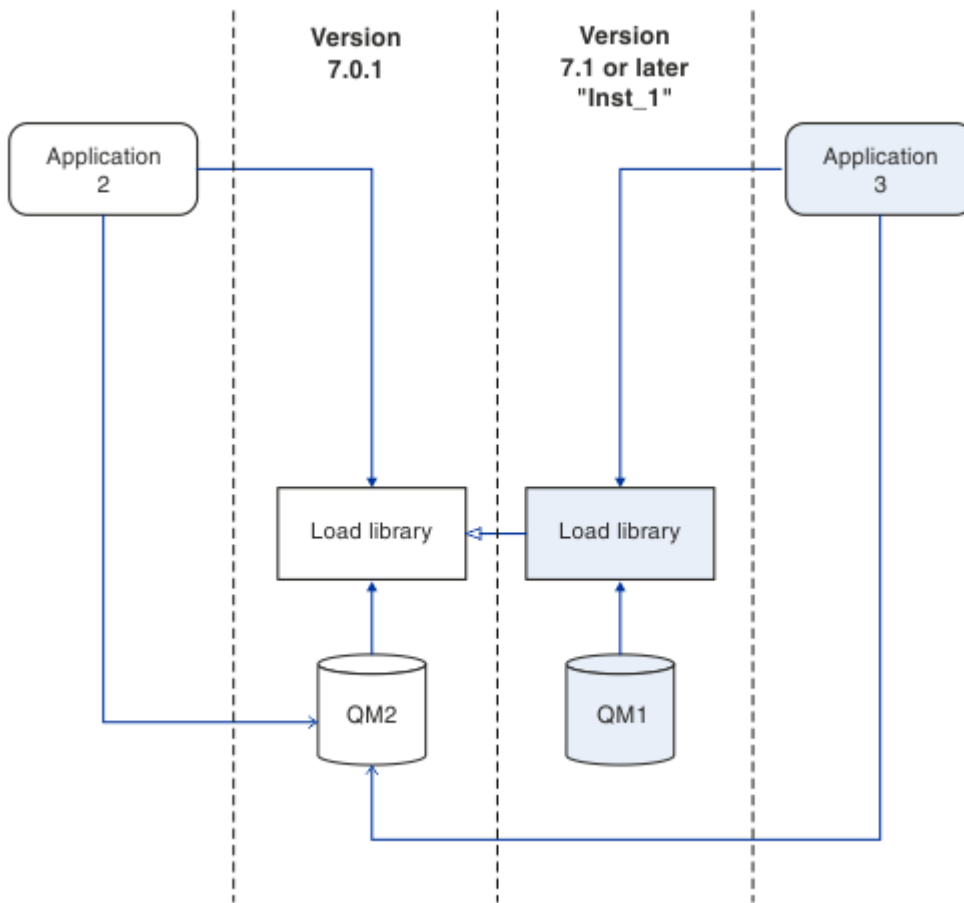 Version
7.0.1
Version
7.1 or later
"Inst_1"
Application
2
Application
3
Load library
Load library
QM2
QM1